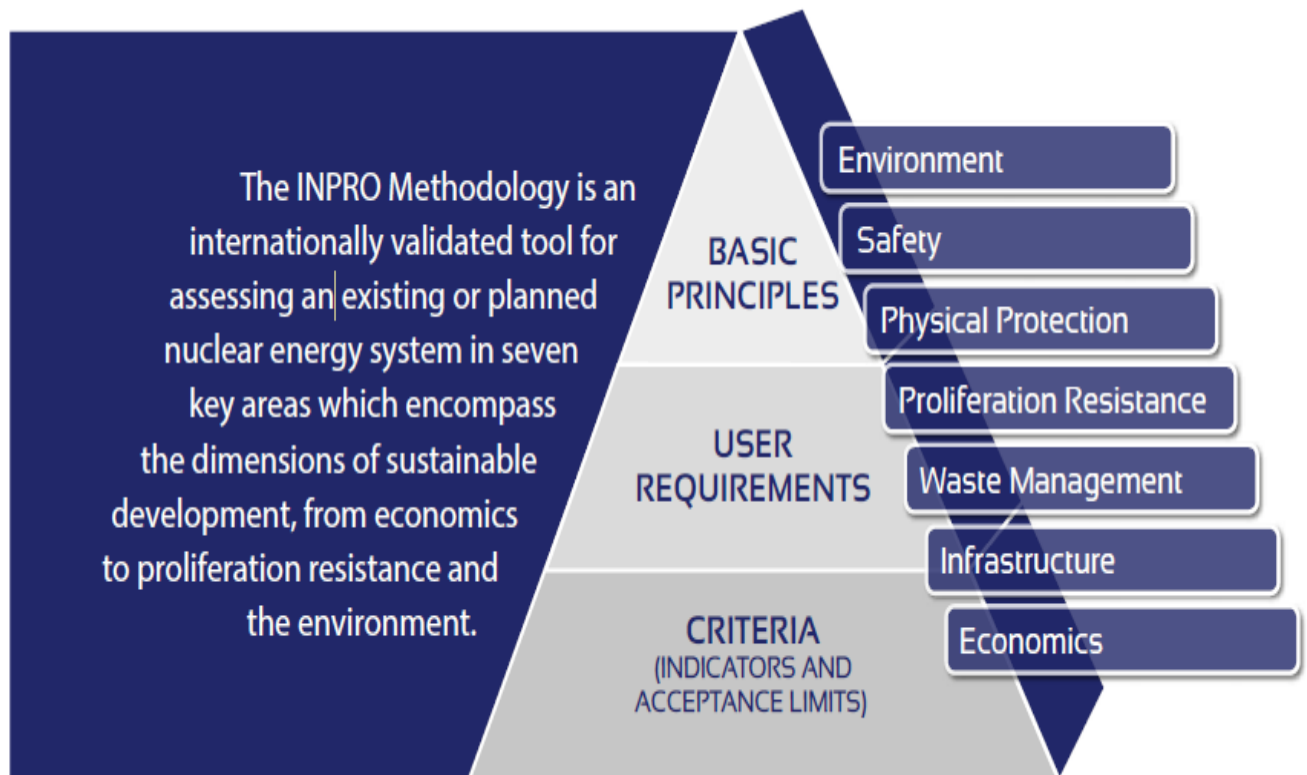 The INPRO Methodology is an
internationally validated tool for
assessing an existing or planned
nuclear energy system in seven
key areas which encompass
the dimensions of sustainable
development, from economics
to proliferation resistance and
the environment.
BASIC
PRINCIPLES
USER
REQUIREMENTS
CRITERIA
(INDICATORS AND
ACCEPTANCE LIMITS)
Environment
Safety
Physical Protection
Proliferation Resistance
Waste Management
Infrastructure
Economics